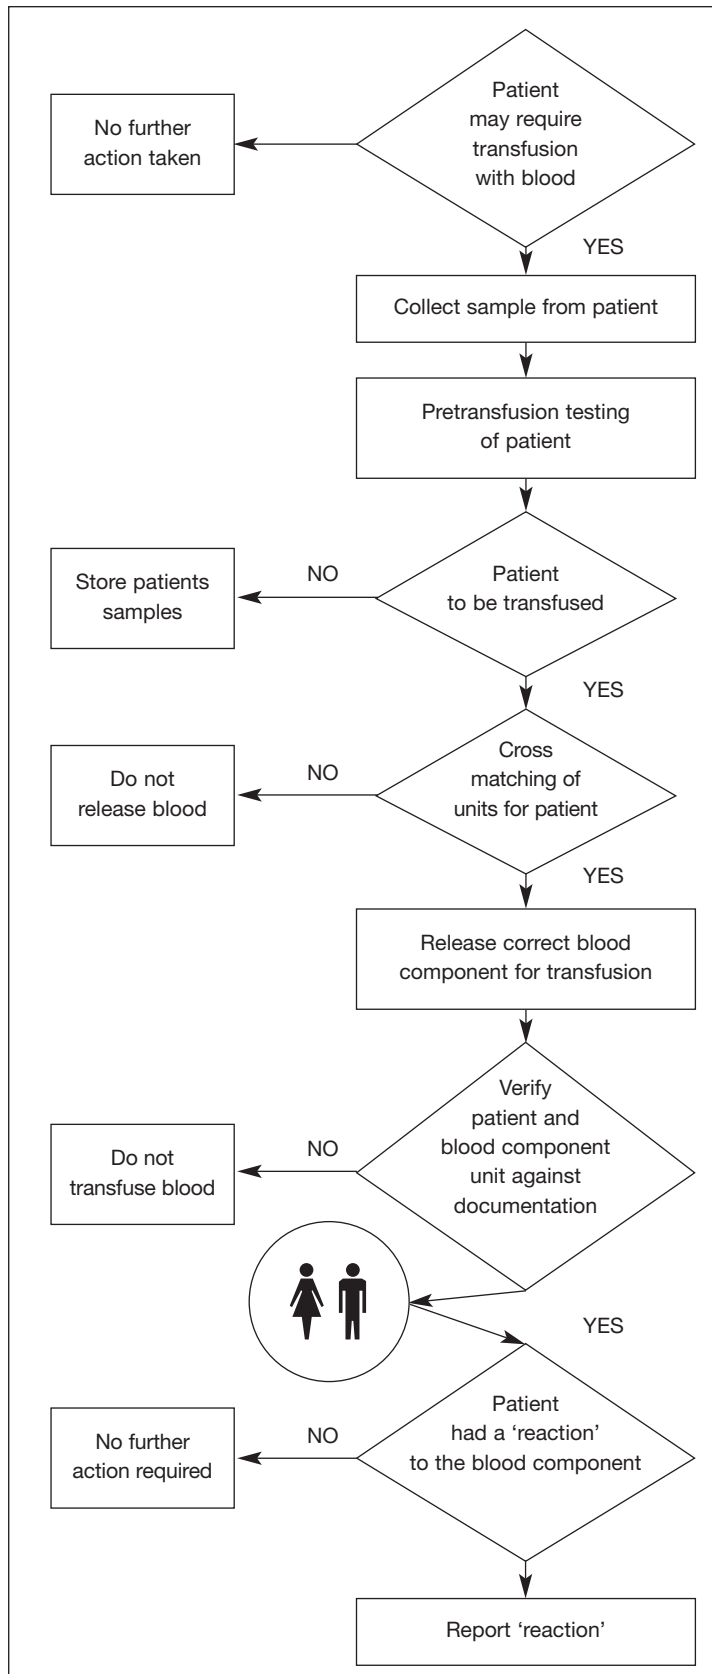 Patient
may require
transfusion
with blood
No further
action taken
YES
Collect sample from patient
Pretransfusion testing
of patient
Patient
to be transfused
NO
Store patients
samples
YES
Cross
matching of
units for patient
NO
Do not
release blood
YES
Release correct blood
component for transfusion
Verify
patient and
blood component
unit against
documentation
NO
Do not
transfuse blood
YES
Patient
had a ‘reaction’
to the blood component
NO
No further
action required
Report ‘reaction’